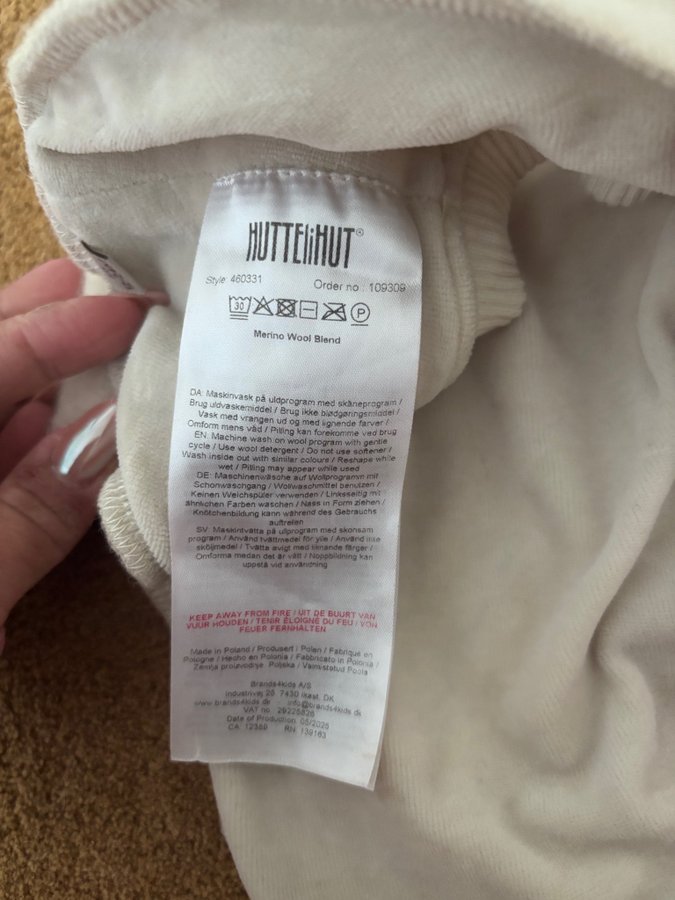 HUTTELiHUT®
Style: 460331 Order no.: 109309
30 P
Merino Wool Blend
DA: Maskinvask på uldprogram med skåneprogram /
Brug uldvaskemiddel / Brug ikke blødgøringsmiddel /
Vask med vrangen ud og med lignende farver /
Omform mens våd / Pilling kan forekomme ved brug
EN: Machine wash on wool program with gentle
cycle / Use wool detergent / Do not use softener /
Wash inside out with similar colours / Reshape while
wet / Pilling may appear while used
DE: Maschinenwäsche auf Wollprogramm mit
Schonwaschgang / Wollwaschmittel benutzen /
Keinen Weichspüler verwenden / Linksseitig mit
ähnlichen Farben waschen / Nass in Form ziehen /
Knötchenbildung kann während des Gebrauchs
auftreten
SV: Maskintvätta på ullprogram med skonsam
program / Använd tvättmedel för ylle / Använd ikke
sköljmedel / Tvätta avigt med liknande färger /
Omforma medan det är vått / Noppbildning kan
uppstå vid användning
KEEP AWAY FROM FIRE / UIT DE BUURT VAN
VUUR HOUDEN / TENIR ÉLOIGNÉ DU FEU / VON
FEUER FERNHALTEN
Made in Poland / Produsert i Polen / Fabriqué en
Pologne / Hecho en Polonia / Fabbricato in Polonia /
Zemlja proizvodnje: Poljska / Valmistatud Poola
Brands4kids A/S
Industrivej 25, 7430 Ikast, DK
www.brands4kids.dk - info@brands4kids.dk
VAT no.
Date of Production: 05/2025
CA: RN: 139163